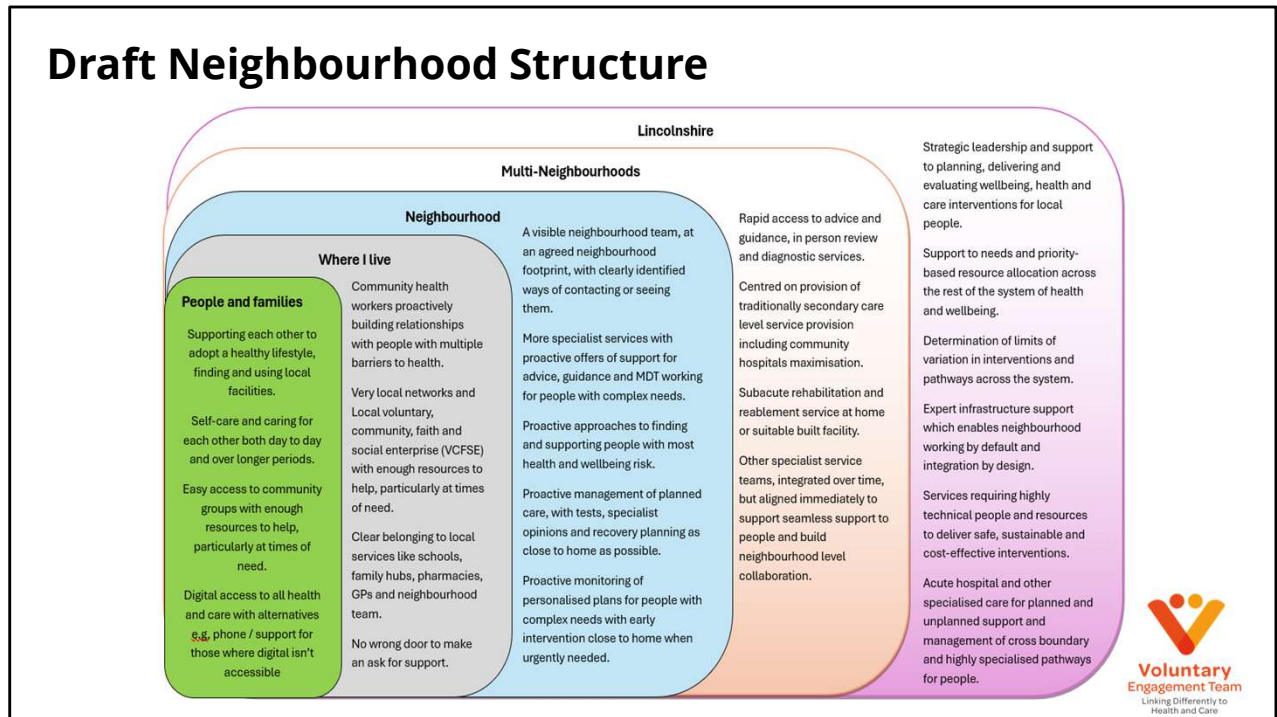 Draft Neighbourhood Structure
Lincolnshire
Multi-Neighbourhoods
Neighbourhood
Where I live
People and families
Supporting each other to
adopt a healthy lifestyle,
finding and using local
facilities.
Self-care and caring for
each other both day to day
and over longer periods.
Easy access to community
groups with enough
resources to help,
particularly at times of
need.
Digital access to all health
and care with alternatives
e.g, phone / support for
those where digital isn't
accessible
Community health
workers proactively
building relationships
with people with multiple
barriers to health.
Very local networks and
Local voluntary,
community, faith and
social enterprise (VCFSE)
with enough resources to
help, particularly at times
of need.
Clear belonging to local
services like schools,
family hubs, pharmacies,
GPs and neighbourhood
team.
No wrong door to make
an ask for support.
A visible neighbourhood team, at
an agreed neighbourhood
footprint, with clearly identified
ways of contacting or seeing
them.
More specialist services with
proactive offers of support for
advice, guidance and MDT working
for people with complex needs.
Proactive approaches to finding
and supporting people with most
health and wellbeing risk.
Proactive management of planned
care, with tests, specialist
opinions and recovery planning as
close to home as possible.
Proactive monitoring of
personalised plans for people with
complex needs with early
intervention close to home when
urgently needed.
Rapid access to advice and
guidance, in person review
and diagnostic services.
Centred on provision of
traditionally secondary care
level service provision
including community
hospitals maximisation.
Subacute rehabilitation and
reablement service at home
or suitable built facility.
Other specialist service
teams, integrated over time,
but aligned immediately to
support seamless support to
people and build
neighbourhood level
collaboration.
Strategic leadership and support
to planning, delivering and
evaluating wellbeing, health and
care interventions for local
people.
Support to needs and priority-
based resource allocation across
the rest of the system of health
and wellbeing.
Determination of limits of
variation in interventions and
pathways across the system.
Expert infrastructure support
which enables neighbourhood
working by default and
integration by design.
Services requiring highly
technical people and resources
to deliver safe, sustainable and
cost-effective interventions.
Acute hospital and other
specialised care for planned and
unplanned support and
management of cross boundary
and highly specialised pathways
for people.
Voluntary
Engagement Team
Linking Differently to
Health and Care